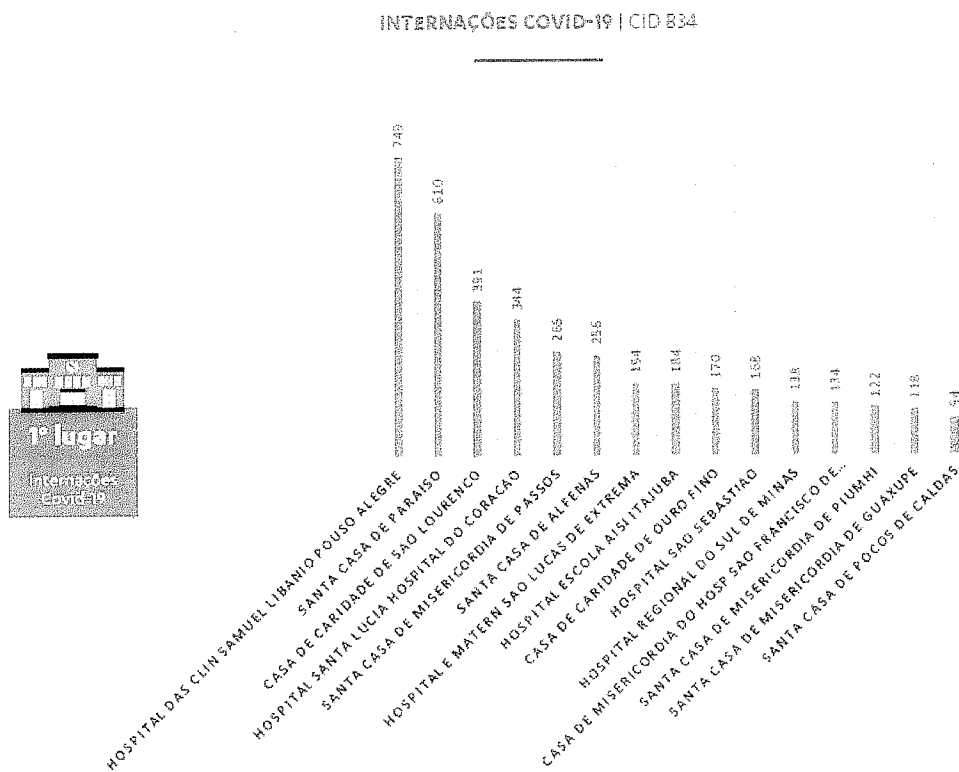 INTERNAÇÕES COVID-19 | CID B34
749
610
391
344
265
256
194
184
170
168
138
134
122
118
94
1º lugar
Internações
Covid-19
HOSPITAL DAS CLIN SAMUEL LIBANIO POUSO ALEGRE
SANTA CASA DE PARAISO
CASA DE CARIDADE DE SAO LOURENCO
HOSPITAL SANTA LUCIA HOSPITAL DO CORACAO
SANTA CASA DE MISERICORDIA DE PASSOS
SANTA CASA DE ALFENAS
HOSPITAL E MATERN SAO LUCAS DE EXTREMA
HOSPITAL ESCOLA AISI ITAJUBA
CASA DE CARIDADE DE OURO FINO
HOSPITAL SAO SEBASTIAO
HOSPITAL REGIONAL DO SUL DE MINAS
CASA DE MISERICORDIA DO HOSP SAO FRANCISCO DE...
SANTA CASA DE MISERICORDIA DE PIUMHI
SANTA CASA DE MISERICORDIA DE GUAXUPE
SANTA CASA DE POCOS DE CALDAS